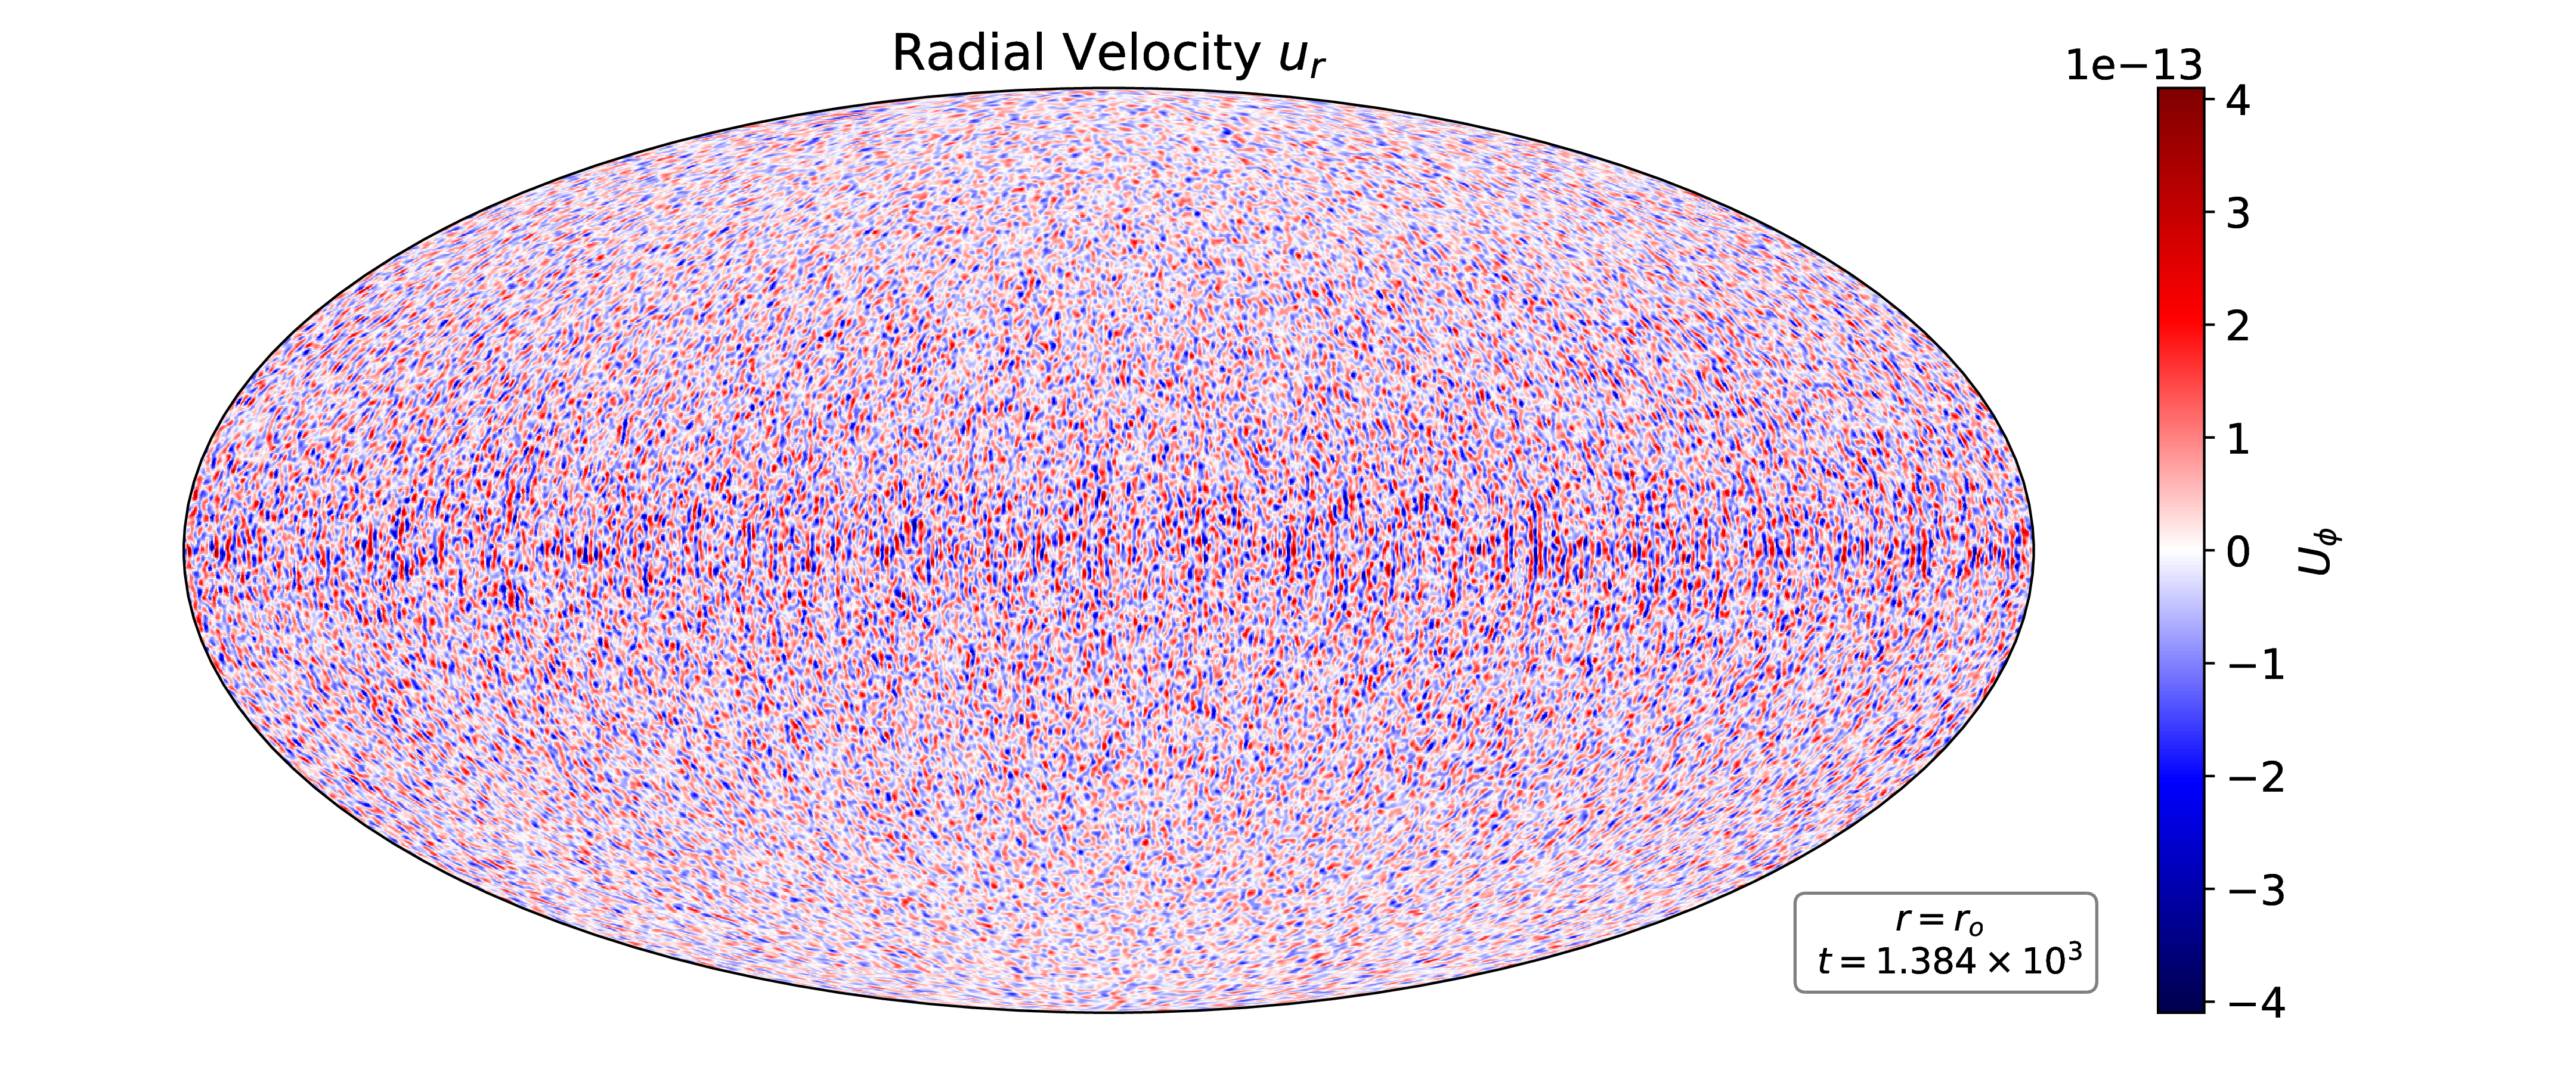 Radial Velocity u_r
1e−13
4
3
2
1
0
−1
−2
−3
−4
U_ϕ
r = r_o
t = 1.384 × 10^3